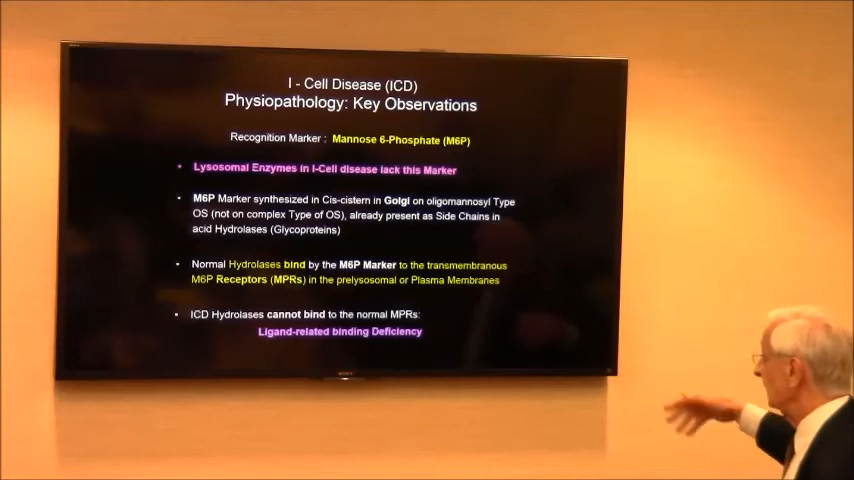 I - Cell Disease (ICD)
Physiopathology: Key Observations
Recognition Marker : Mannose 6-Phosphate (M6P)
• Lysosomal Enzymes in I-Cell disease lack this Marker
• M6P Marker synthesized in Cis-cistern in Golgi on oligomannosyl Type
OS (not on complex Type of OS), already present as Side Chains in
acid Hydrolases (Glycoproteins)
• Normal Hydrolases bind by the M6P Marker to the transmembranous
M6P Receptors (MPRs) in the prelysosomal or Plasma Membranes
• ICD Hydrolases cannot bind to the normal MPRs:
Ligand-related binding Deficiency
SONY